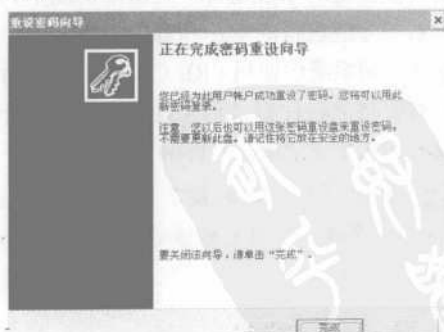 重设密码向导
正在完成密码重设向导
您已经为此用户帐户成功重设了密码。您将可以用此
新密码登录。
注意：您以后也可以用这张密码重设盘来重设密码。
不需要更新此盘。请记住将它放在安全的地方。
要关闭该向导，请单击“完成”。
完成